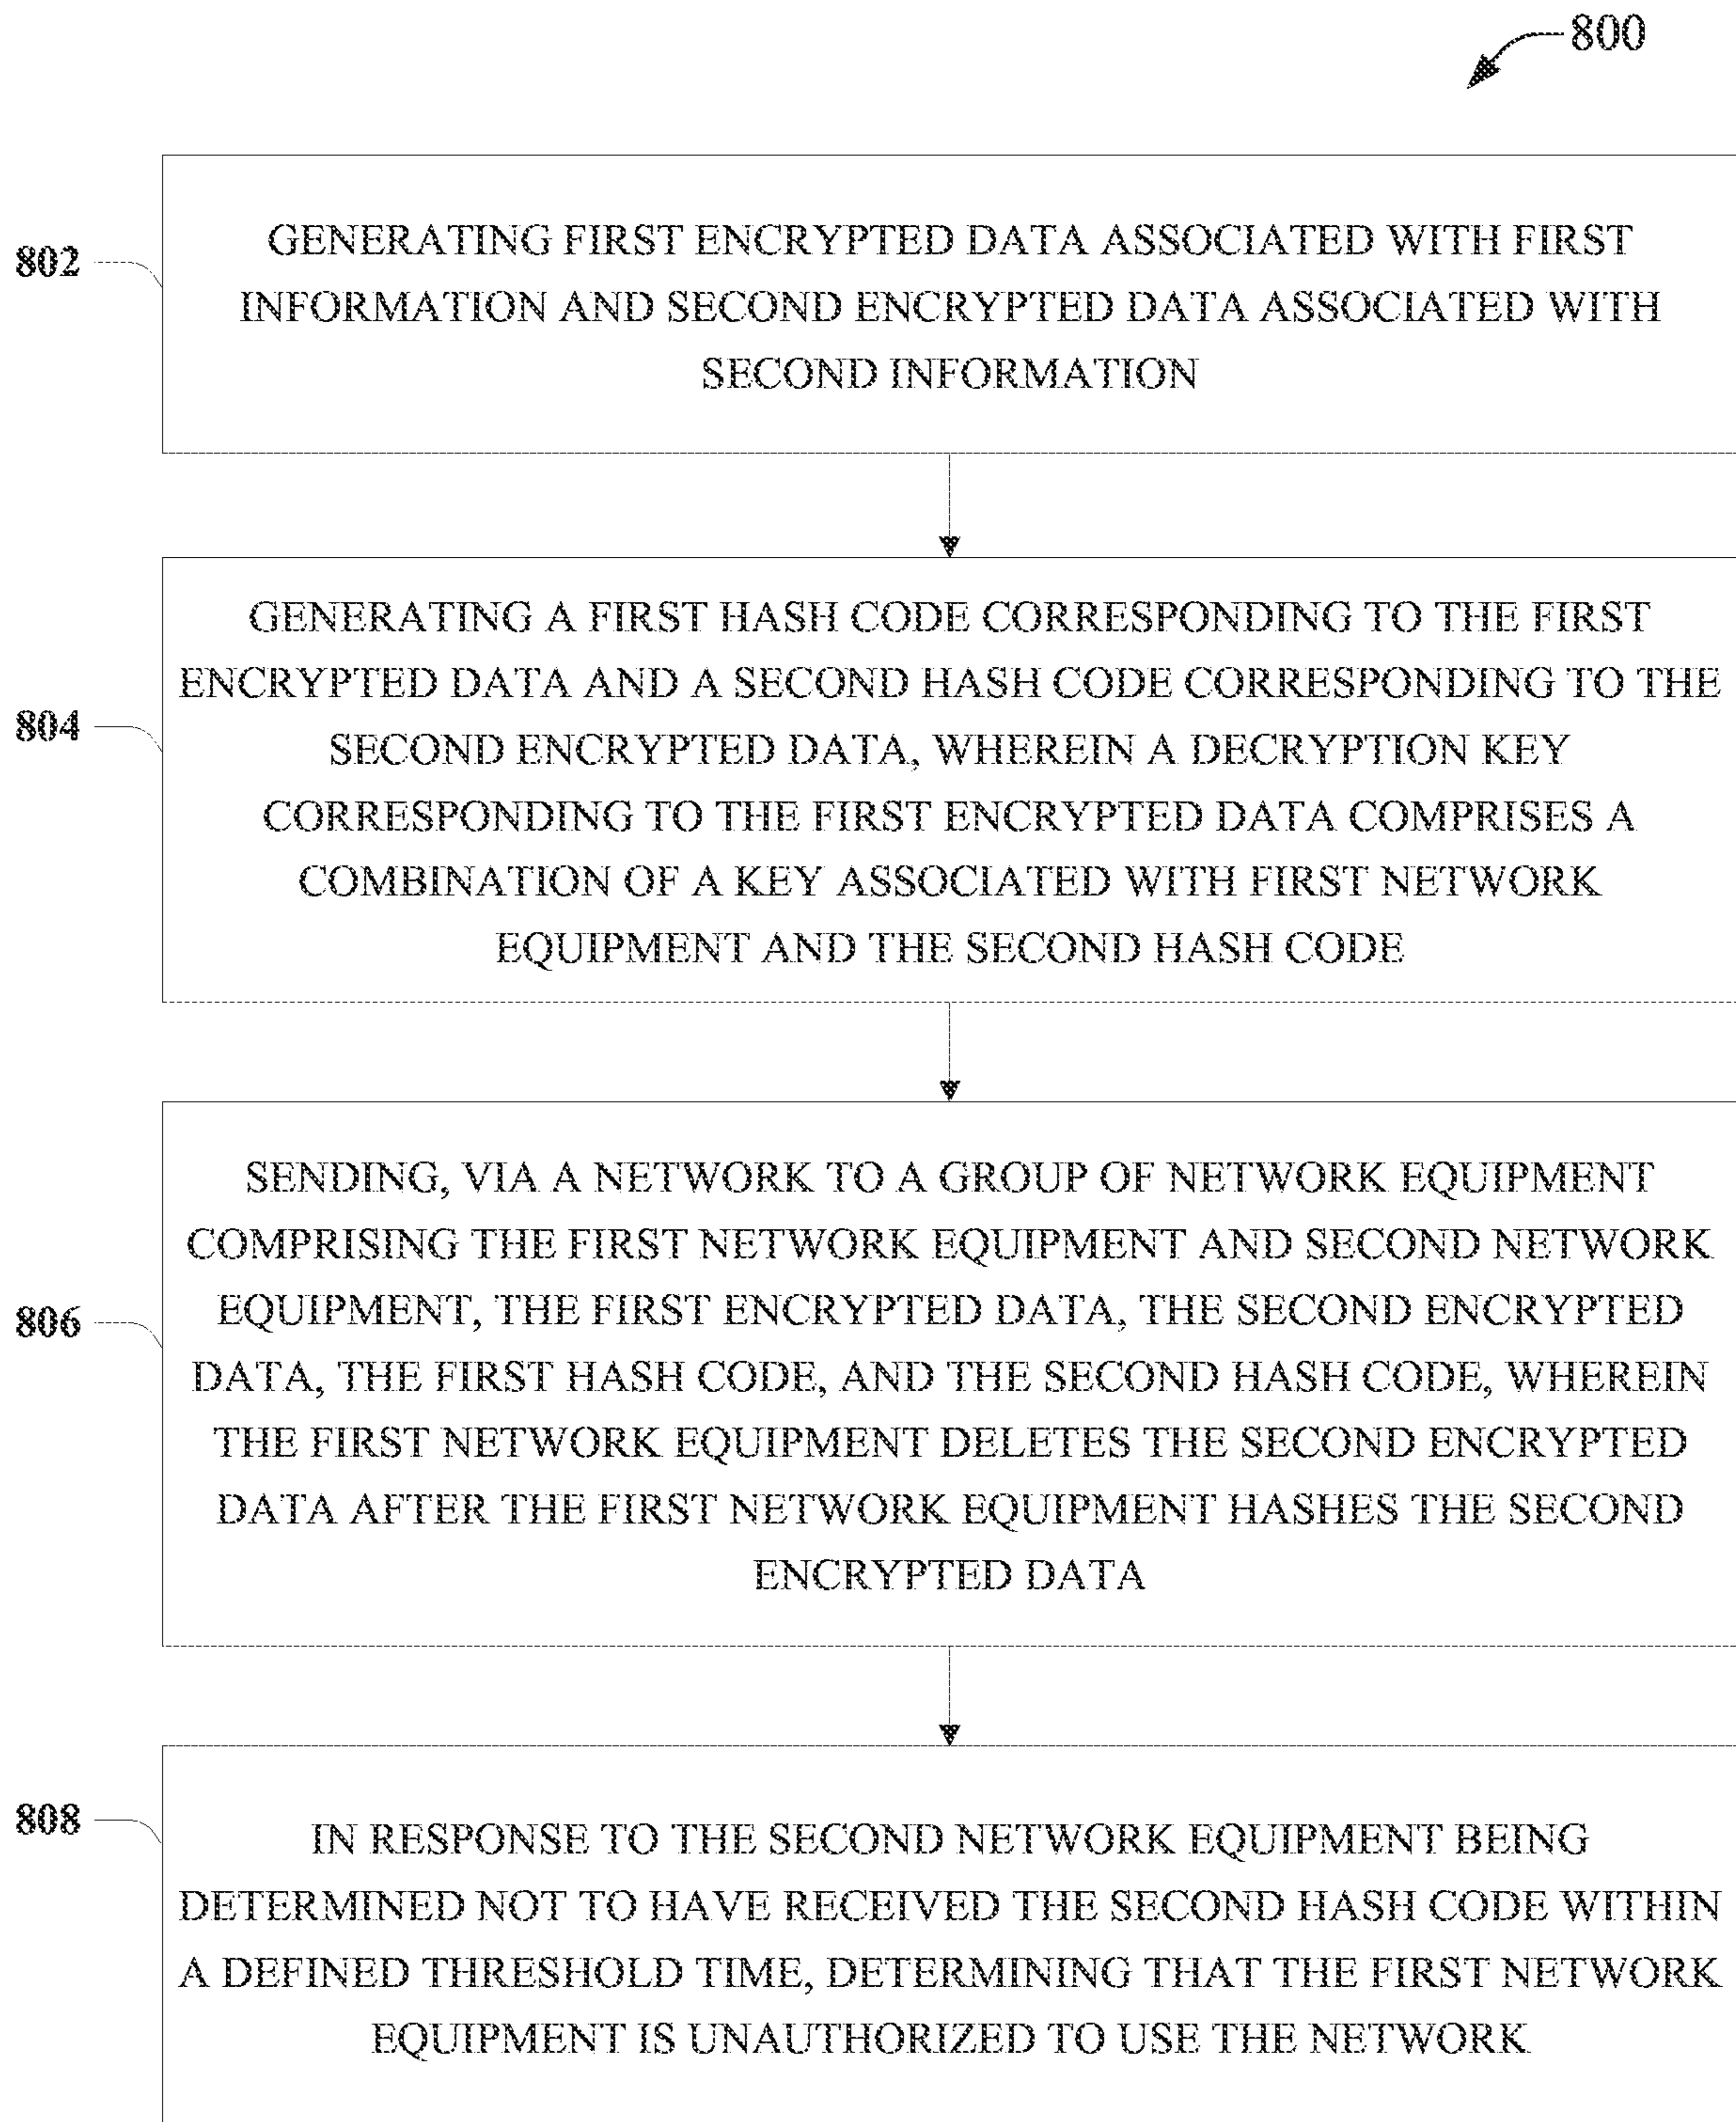 800
802
GENERATING FIRST ENCRYPTED DATA ASSOCIATED WITH FIRST
INFORMATION AND SECOND ENCRYPTED DATA ASSOCIATED WITH
SECOND INFORMATION
804
GENERATING A FIRST HASH CODE CORRESPONDING TO THE FIRST
ENCRYPTED DATA AND A SECOND HASH CODE CORRESPONDING TO THE
SECOND ENCRYPTED DATA, WHEREIN A DECRYPTION KEY
CORRESPONDING TO THE FIRST ENCRYPTED DATA COMPRISES A
COMBINATION OF A KEY ASSOCIATED WITH FIRST NETWORK
EQUIPMENT AND THE SECOND HASH CODE
806
SENDING, VIA A NETWORK TO A GROUP OF NETWORK EQUIPMENT
COMPRISING THE FIRST NETWORK EQUIPMENT AND SECOND NETWORK
EQUIPMENT, THE FIRST ENCRYPTED DATA, THE SECOND ENCRYPTED
DATA, THE FIRST HASH CODE, AND THE SECOND HASH CODE, WHEREIN
THE FIRST NETWORK EQUIPMENT DELETES THE SECOND ENCRYPTED
DATA AFTER THE FIRST NETWORK EQUIPMENT HASHES THE SECOND
ENCRYPTED DATA
808
IN RESPONSE TO THE SECOND NETWORK EQUIPMENT BEING
DETERMINED NOT TO HAVE RECEIVED THE SECOND HASH CODE WITHIN
A DEFINED THRESHOLD TIME, DETERMINING THAT THE FIRST NETWORK
EQUIPMENT IS UNAUTHORIZED TO USE THE NETWORK